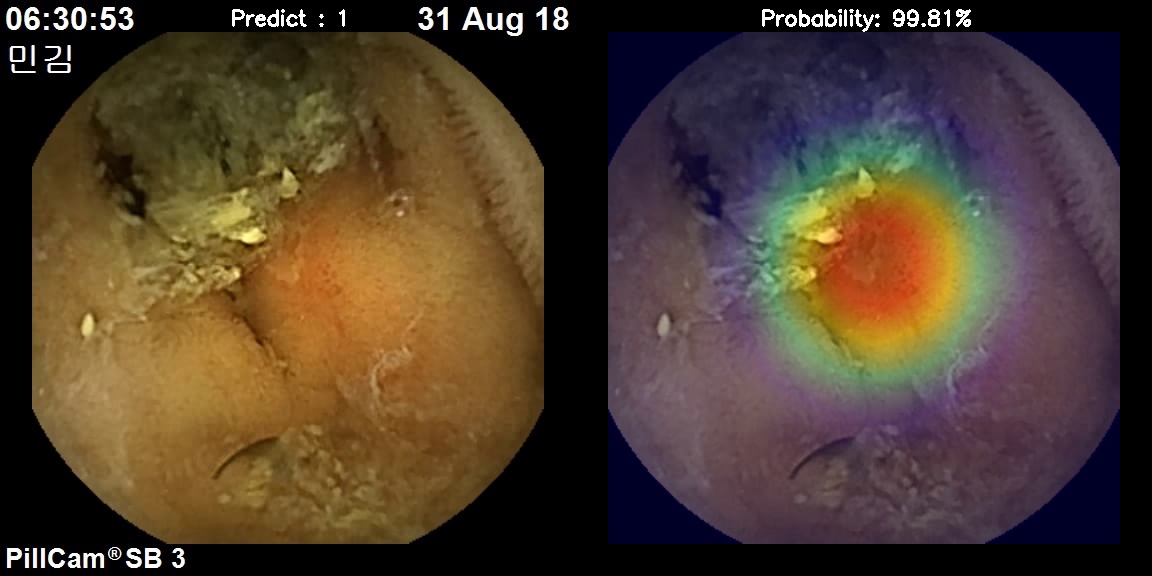 06:30:53
Predict : 1
31 Aug 18
Probability: 99.81%
민김
PillCam® SB 3